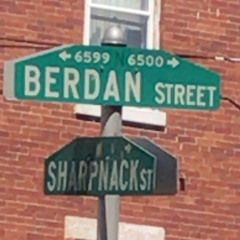 ← 6599 N 6500 →
BERDAN STREET
SHARPNACK ST